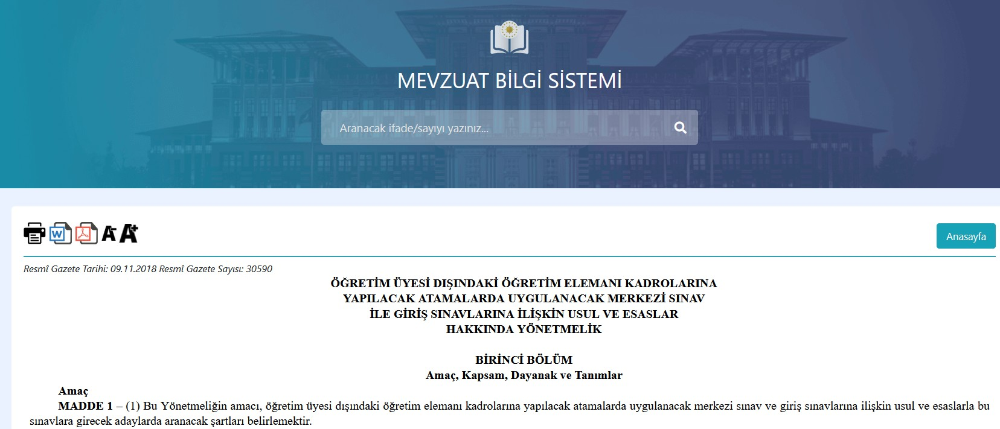 MEVZUAT BİLGİ SİSTEMİ
Aranacak ifade/sayıyı yazınız...
Anasayfa
Resmî Gazete Tarihi: 09.11.2018 Resmî Gazete Sayısı: 30590
ÖĞRETİM ÜYESİ DIŞINDAKİ ÖĞRETİM ELEMANI KADROLARINA
YAPILACAK ATAMALARDA UYGULANACAK MERKEZİ SINAV
İLE GİRİŞ SINAVLARINA İLİŞKİN USUL VE ESASLAR
HAKKINDA YÖNETMELİK
BİRİNCİ BÖLÜM
Amaç, Kapsam, Dayanak ve Tanımlar
Amaç
MADDE 1 – (1) Bu Yönetmeliğin amacı, öğretim üyesi dışındaki öğretim elemanı kadrolarına yapılacak atamalarda uygulanacak merkezi sınav ve giriş sınavlarına ilişkin usul ve esaslarla bu
sınavlara girecek adaylarda aranacak şartları belirlemektir.